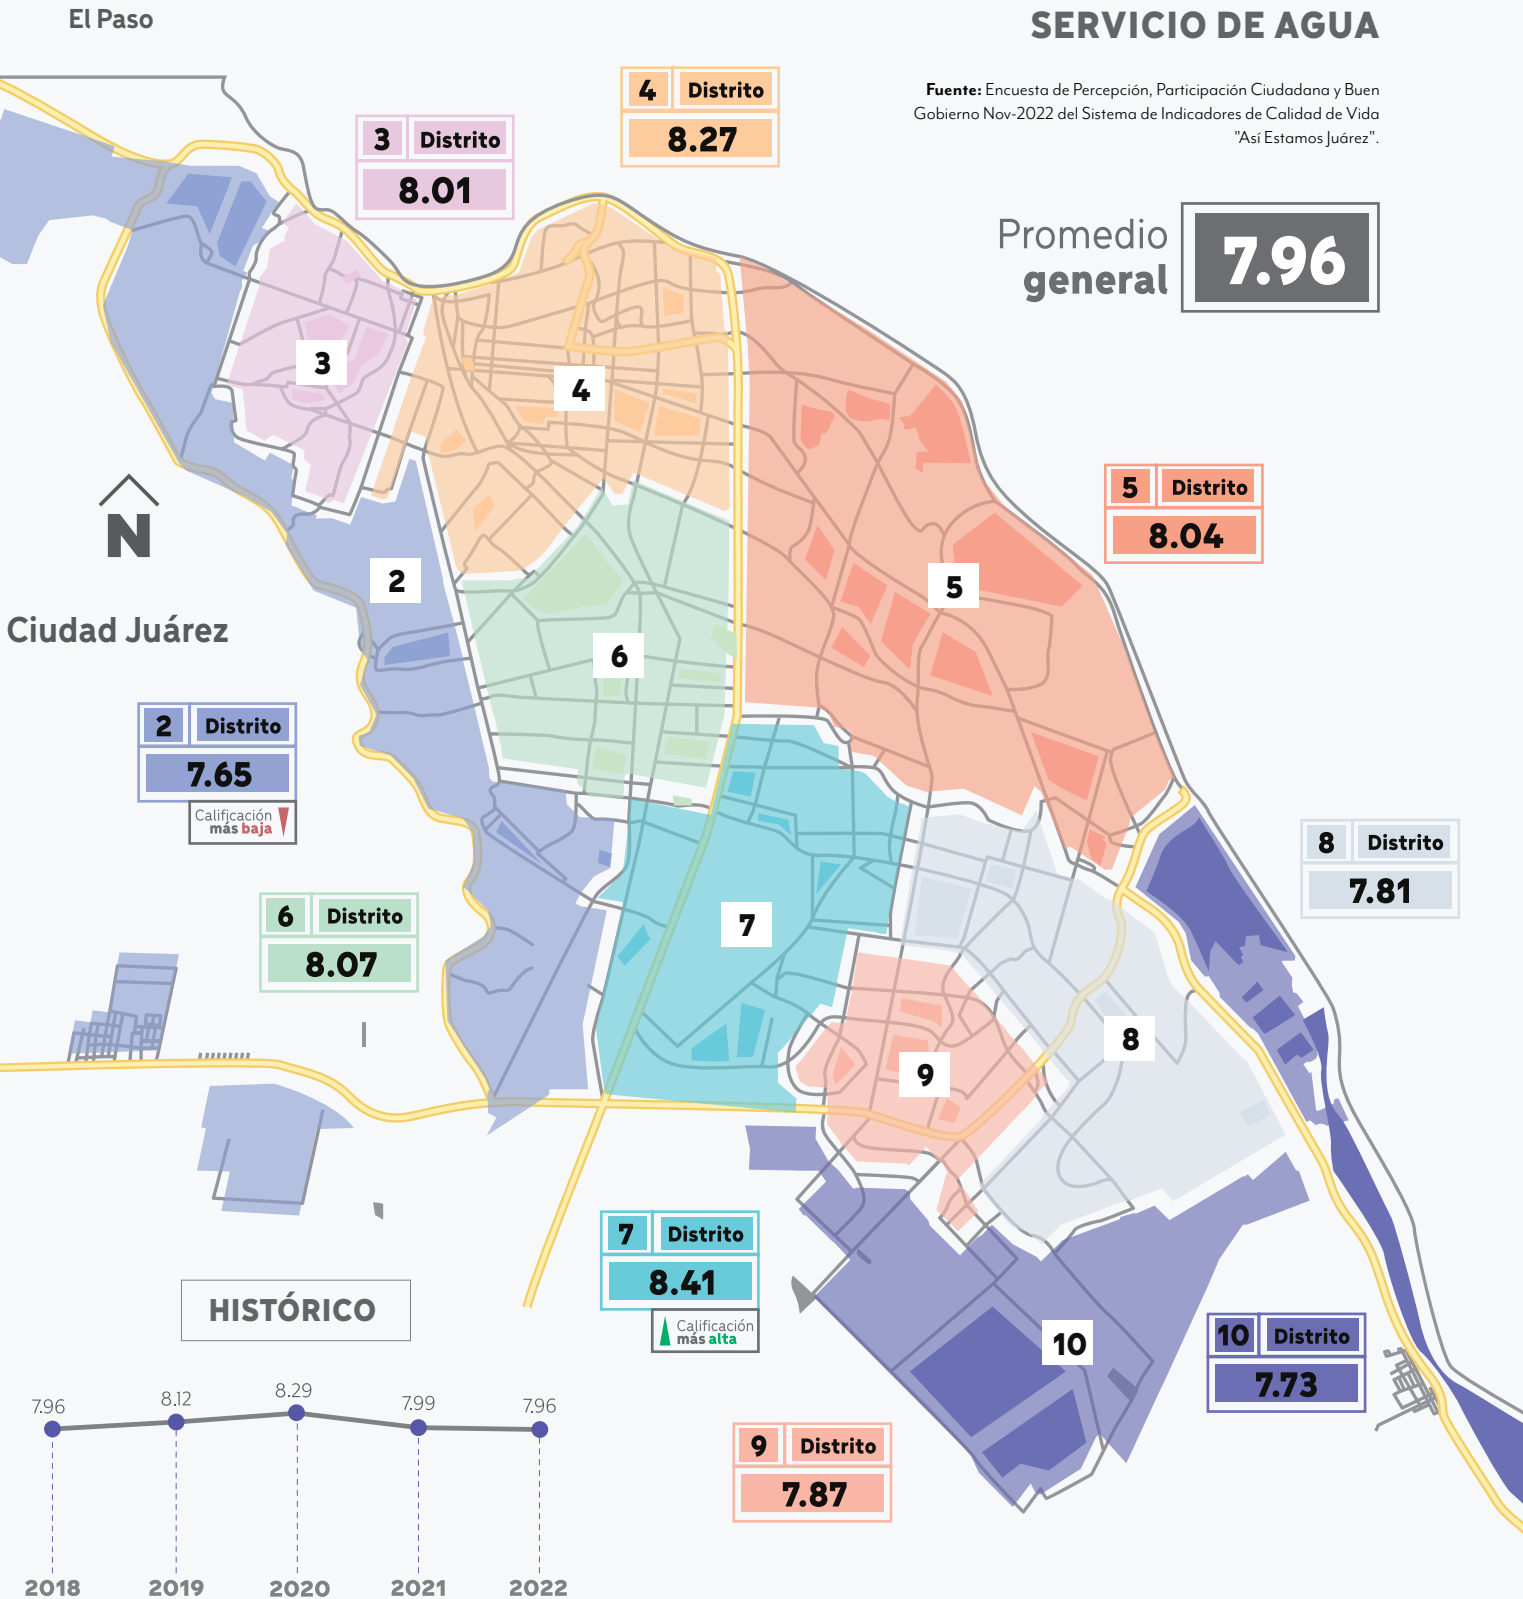 El Paso
SERVICIO DE AGUA
Fuente: Encuesta de Percepción, Participación Ciudadana y Buen
Gobierno Nov-2022 del Sistema de Indicadores de Calidad de Vida
"Así Estamos Juárez".
Promedio
general
7.96
4 Distrito
8.27
3 Distrito
8.01
3
4
5 Distrito
8.04
N
2
5
Ciudad Juárez
6
2 Distrito
7.65
Calificación
más baja
8 Distrito
7.81
6 Distrito
8.07
7
8
9
7 Distrito
8.41
Calificación
más alta
10
10 Distrito
7.73
9 Distrito
7.87
HISTÓRICO
7.96 8.12 8.29 7.99 7.96
2018 2019 2020 2021 2022